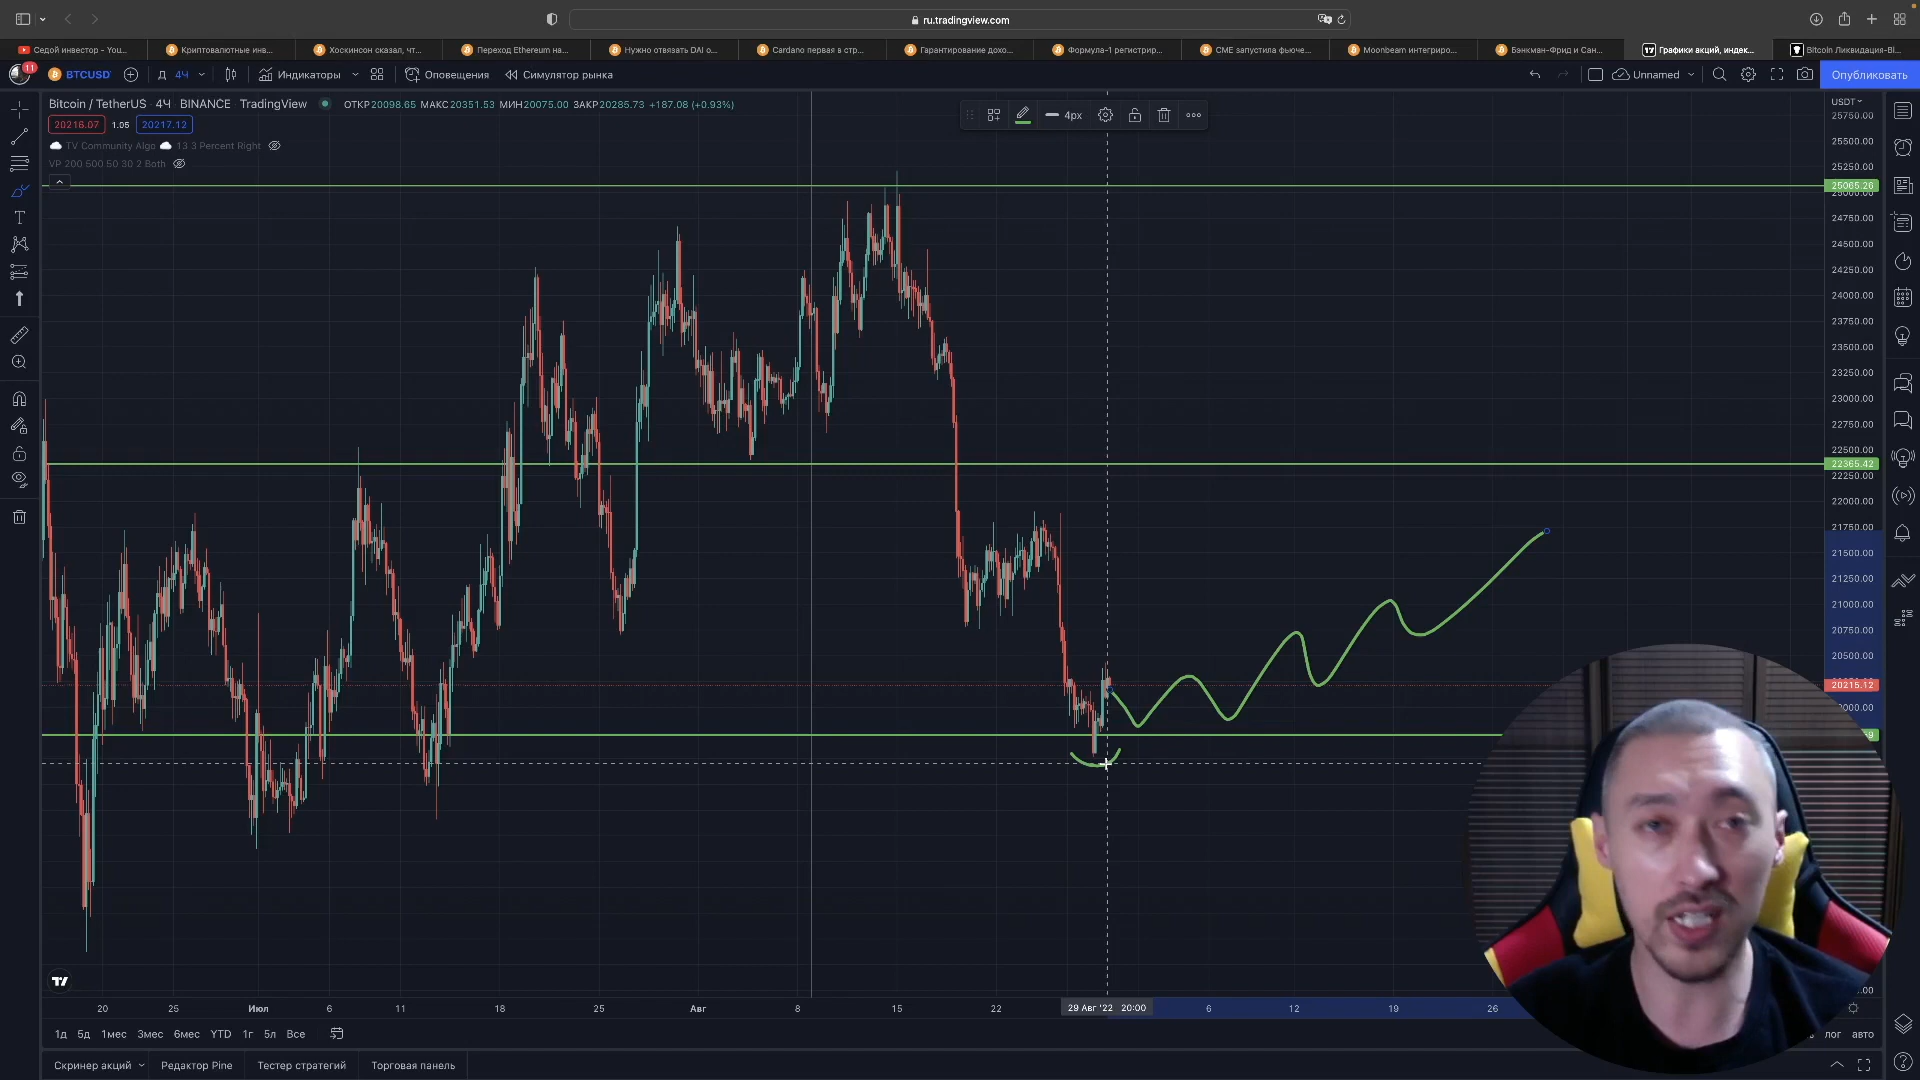 ru.tradingview.com
Седой инвестор - You...
Криптовалютные инв...
Хоскинсон сказал, чт...
Переход Ethereum на...
Нужно отвязать DAI о...
Cardano первая в стр...
Гарантирование дохо...
Формула-1 регистрир...
CME запустила фьюче...
Moonbeam интегриро...
Бэнкман-Фрид и Сан...
Графики акций, индек...
Bitcoin Ликвидация-Bi...
11
BTCUSD
Д
4Ч
Индикаторы
Оповещения
Симулятор рынка
Unnamed
Опубликовать
Bitcoin / TetherUS · 4Ч · BINANCE · TradingView
ОТКР20098.65 МАКС20351.53 МИН20075.00 ЗАКР20285.73 +187.08 (+0.93%)
20216.07
1.05
20217.12
TV Community Algo
13 3 Percent Right
VP 200 500 50 30 2 Both
4px
USDT
25750.00
25500.00
25250.00
25065.26
24750.00
24500.00
24250.00
24000.00
23750.00
23500.00
23250.00
23000.00
22750.00
22500.00
22365.42
22250.00
22000.00
21750.00
21500.00
21250.00
21000.00
20750.00
20500.00
20215.12
20
25
Июл
6
11
18
25
Авг
8
15
22
29 Авг '22 20:00
6
12
19
26
1д
5д
1мес
3мес
6мес
YTD
1г
5л
Все
лог
авто
Скринер акций
Редактор Pine
Тестер стратегий
Торговая панель